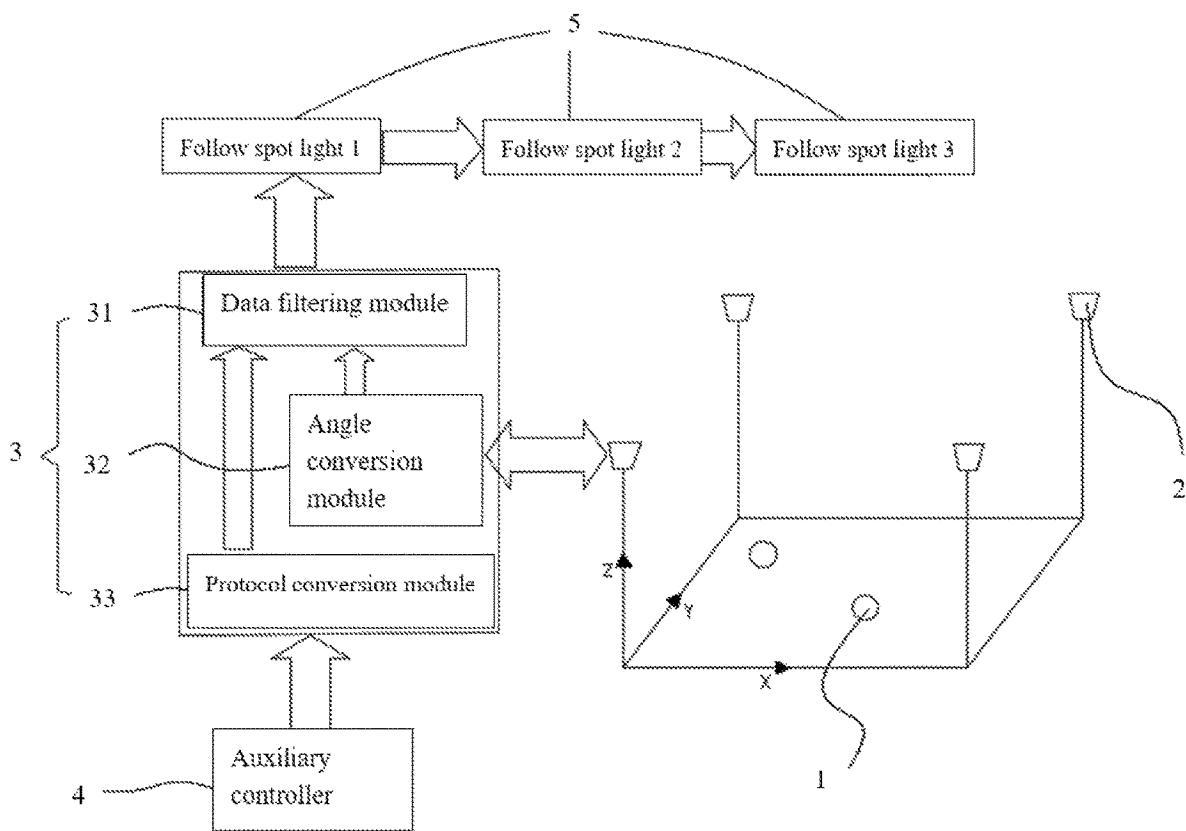 5
Follow spot light 1
Follow spot light 2
Follow spot light 3
31
Data filtering module
3
32
Angle
conversion
module
2
33
Protocol conversion module
Z
Y
X
4
Auxiliary
controller
1